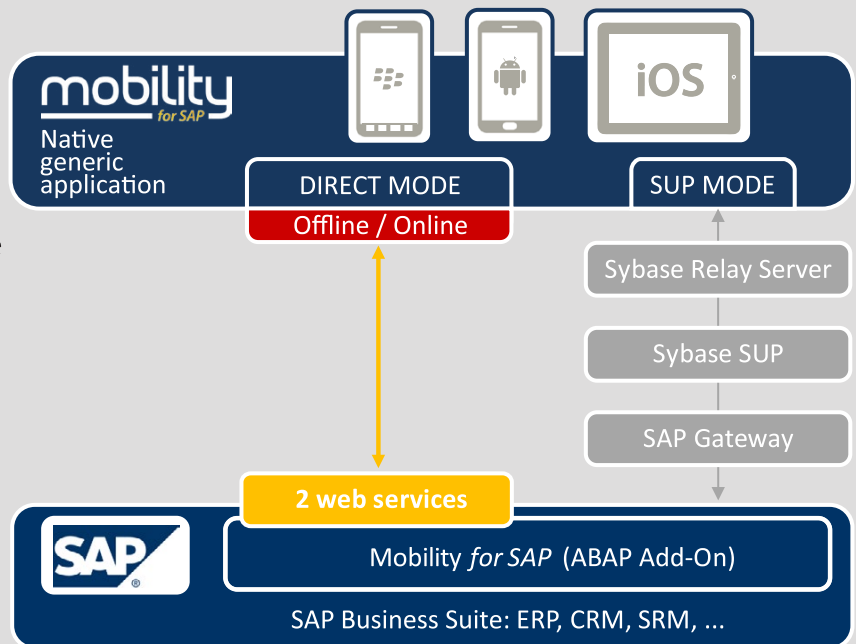 mobility
for SAP
Native
generic
application
iOS
DIRECT MODE
Offline / Online
SUP MODE
Sybase Relay Server
Sybase SUP
SAP Gateway
2 web services
SAP
®
Mobility for SAP (ABAP Add-On)
SAP Business Suite: ERP, CRM, SRM, ...